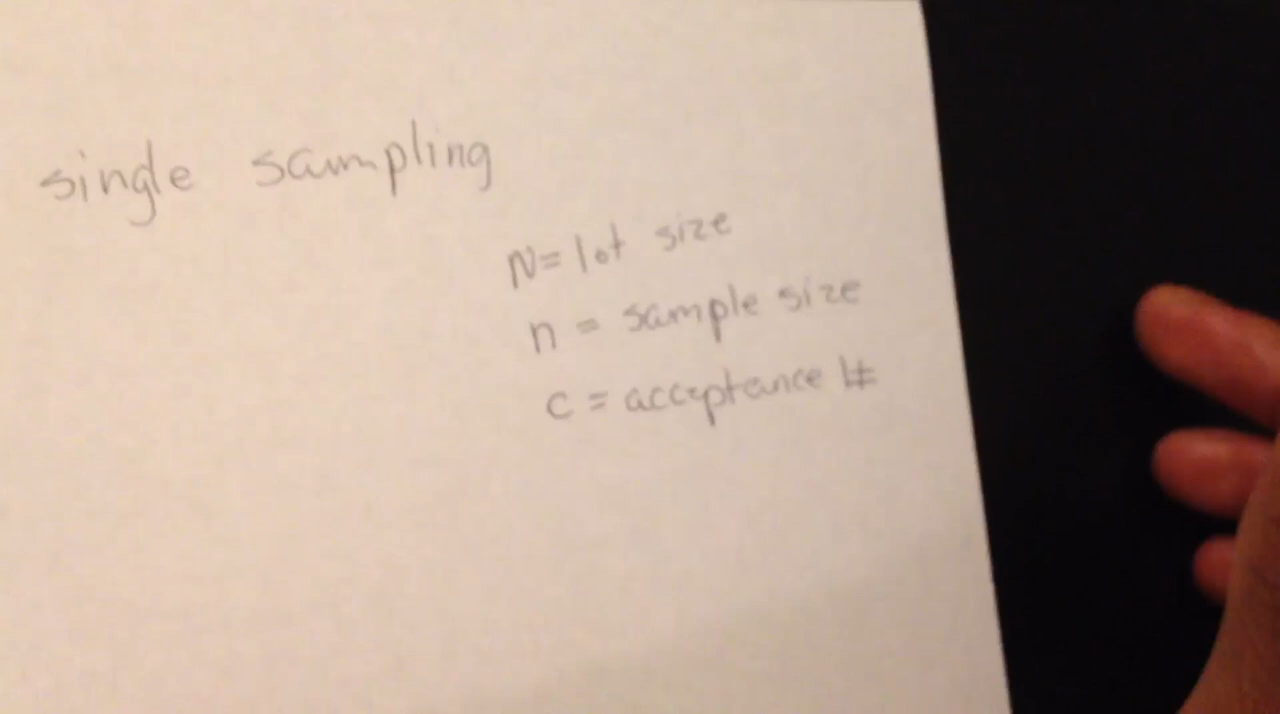 single sampling
N= lot size
n = sample size
c = acceptance #